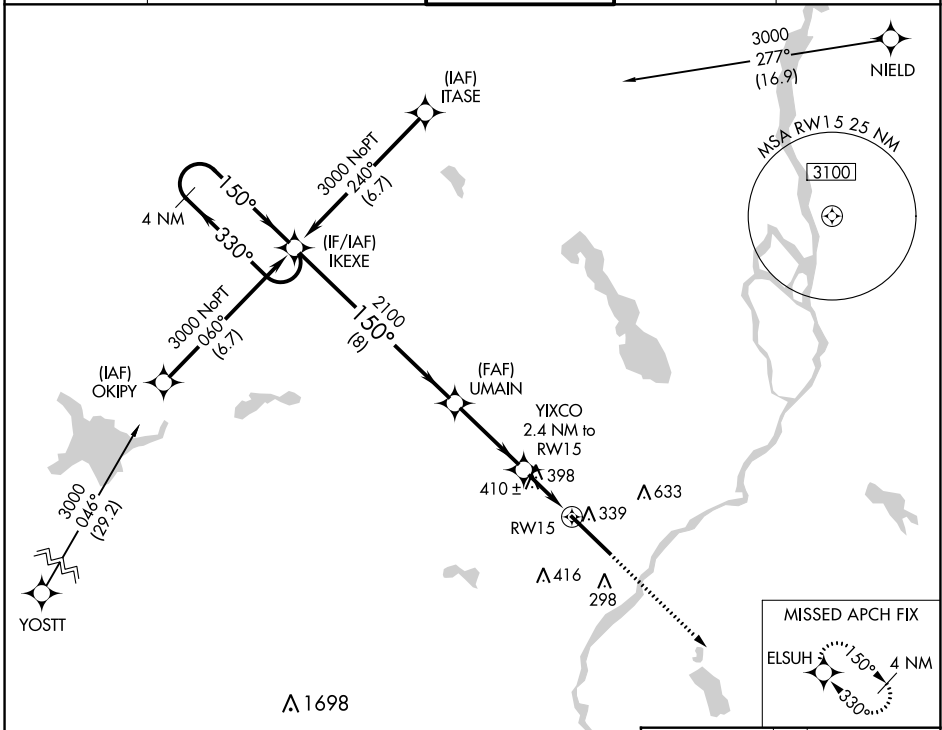 3000
277°
(16.9)
NIELD
(IAF)
ITASE
MSA RW15 25 NM
3100
3000 NoPT
240°
(6.7)
150°
4 NM
330°
(IF/IAF)
IKEXE
3000 NoPT
060°
(6.7)
2100
150°
(8)
(IAF)
OKIPY
(FAF)
UMAIN
YIXCO
2.4 NM to
RW15
398
410 ±
633
339
RW15
3000
046°
(29.2)
416
298
YOSTT
MISSED APCH FIX
ELSUH
150°
4 NM
330°
1698